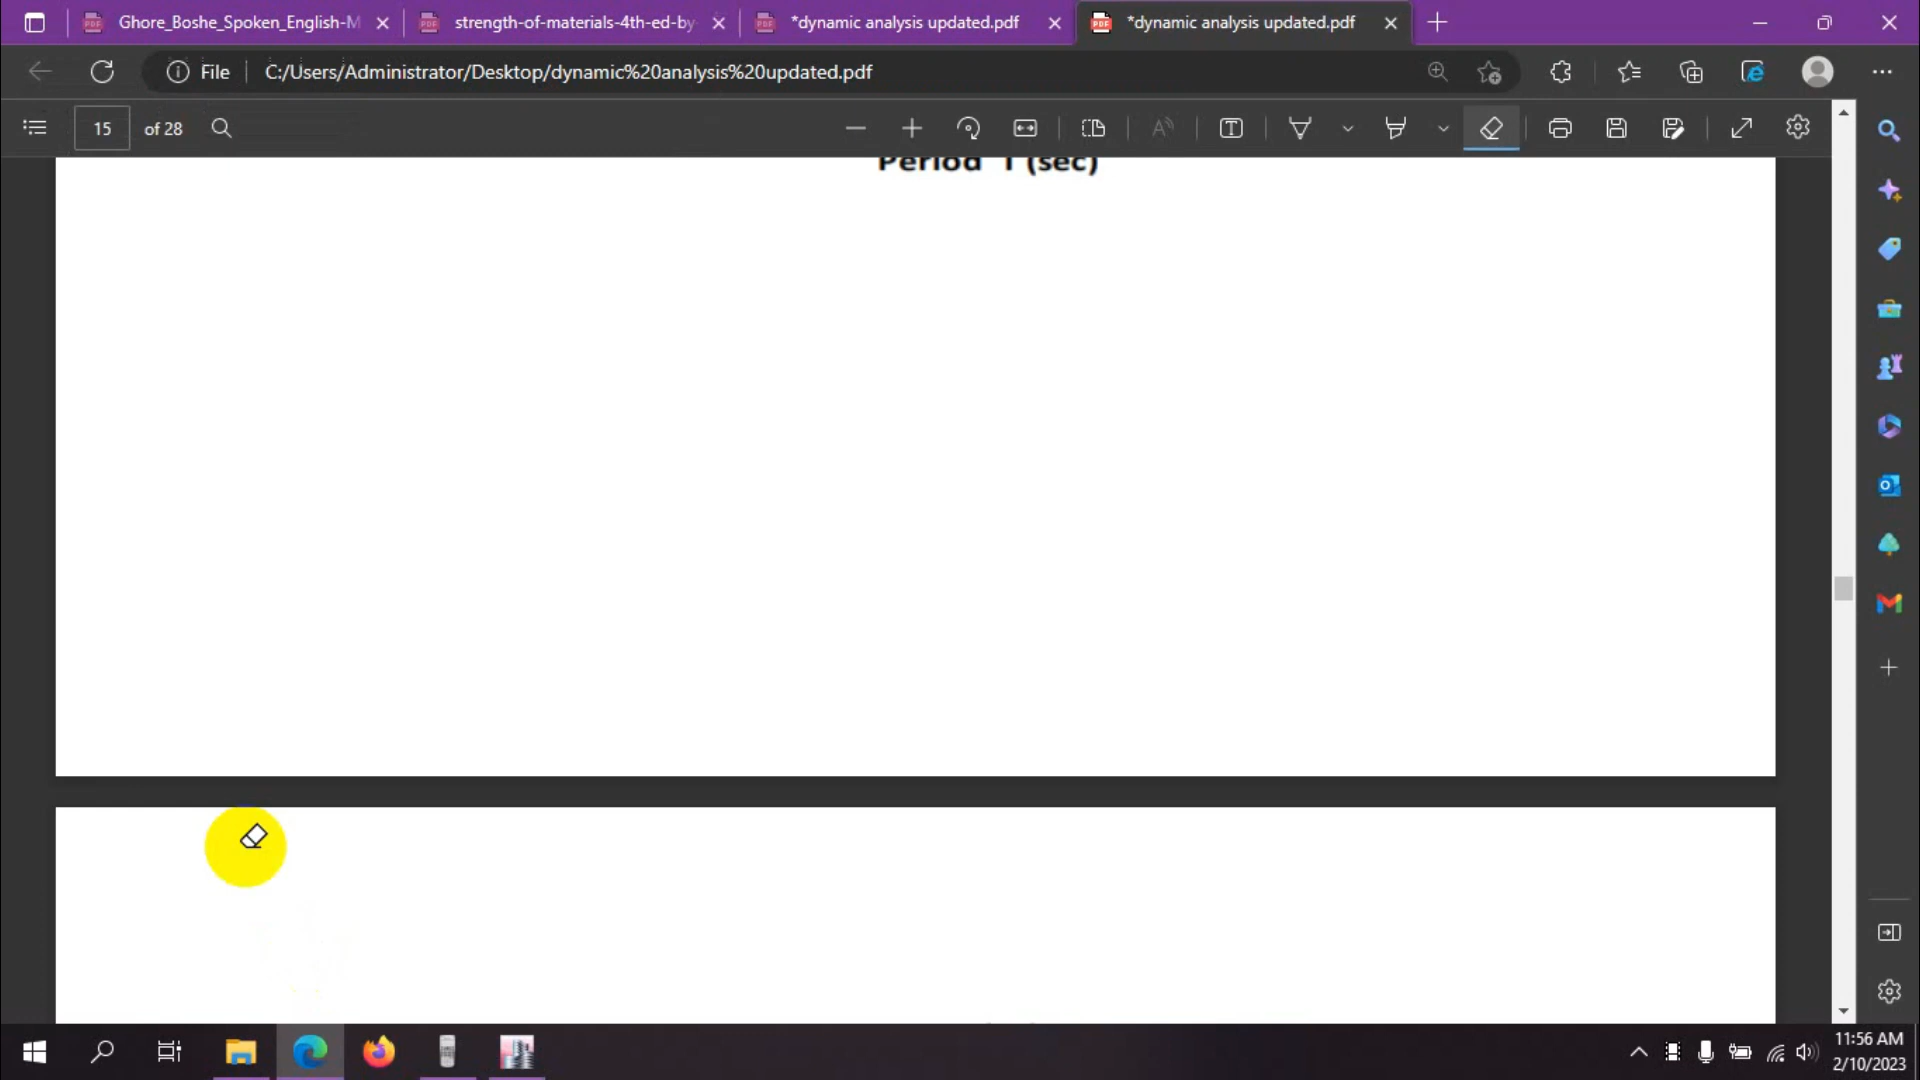 Ghore_Boshe_Spoken_English-M
strength-of-materials-4th-ed-by-
*dynamic analysis updated.pdf
*dynamic analysis updated.pdf
File
C:/Users/Administrator/Desktop/dynamic%20analysis%20updated.pdf
15 of 28
Period T (sec)
11:56 AM
2/10/2023